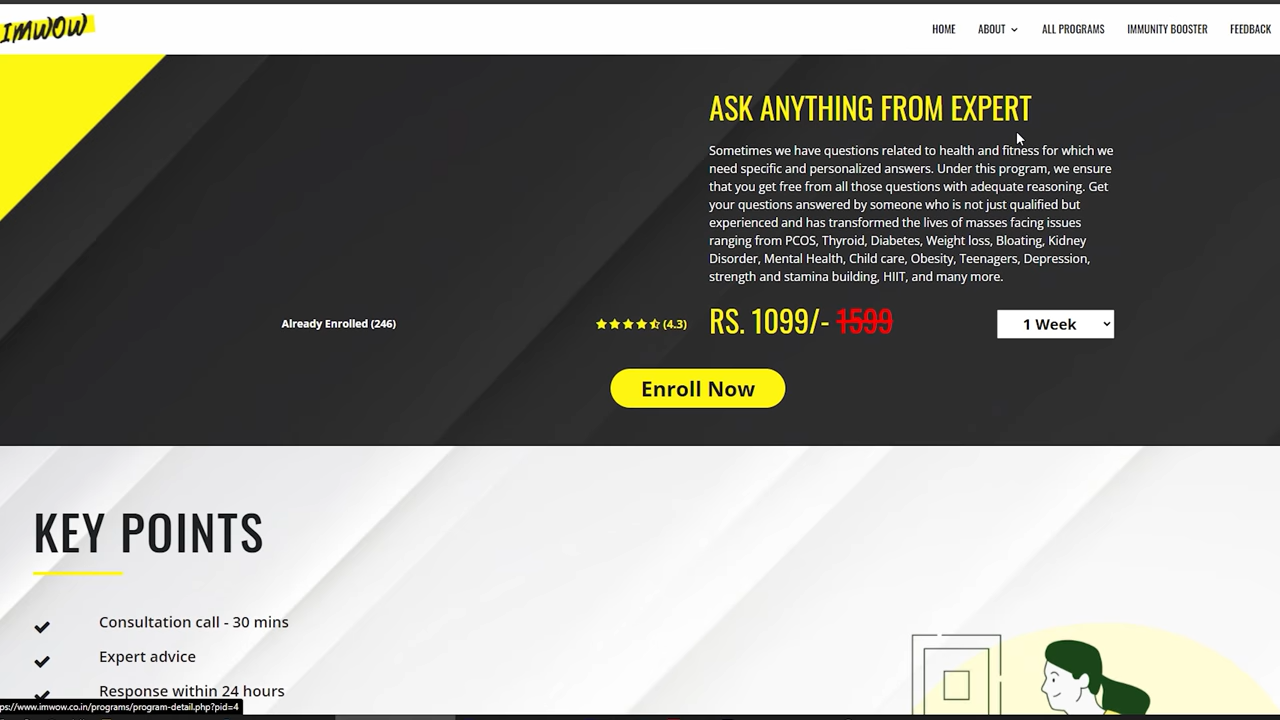 IMWOW
HOME
ABOUT
ALL PROGRAMS
IMMUNITY BOOSTER
FEEDBACK
ASK ANYTHING FROM EXPERT
Sometimes we have questions related to health and fitness for which we
need specific and personalized answers. Under this program, we ensure
that you get free from all those questions with adequate reasoning. Get
your questions answered by someone who is not just qualified but
experienced and has transformed the lives of masses facing issues
ranging from PCOS, Thyroid, Diabetes, Weight loss, Bloating, Kidney
Disorder, Mental Health, Child care, Obesity, Teenagers, Depression,
strength and stamina building, HIIT, and many more.
Already Enrolled (246)
(4.3)
RS. 1099/- 1599
1 Week
Enroll Now
KEY POINTS
Consultation call - 30 mins
Expert advice
Response within 24 hours
ps://www.imwow.co.in/programs/program-detail.php?pid=4